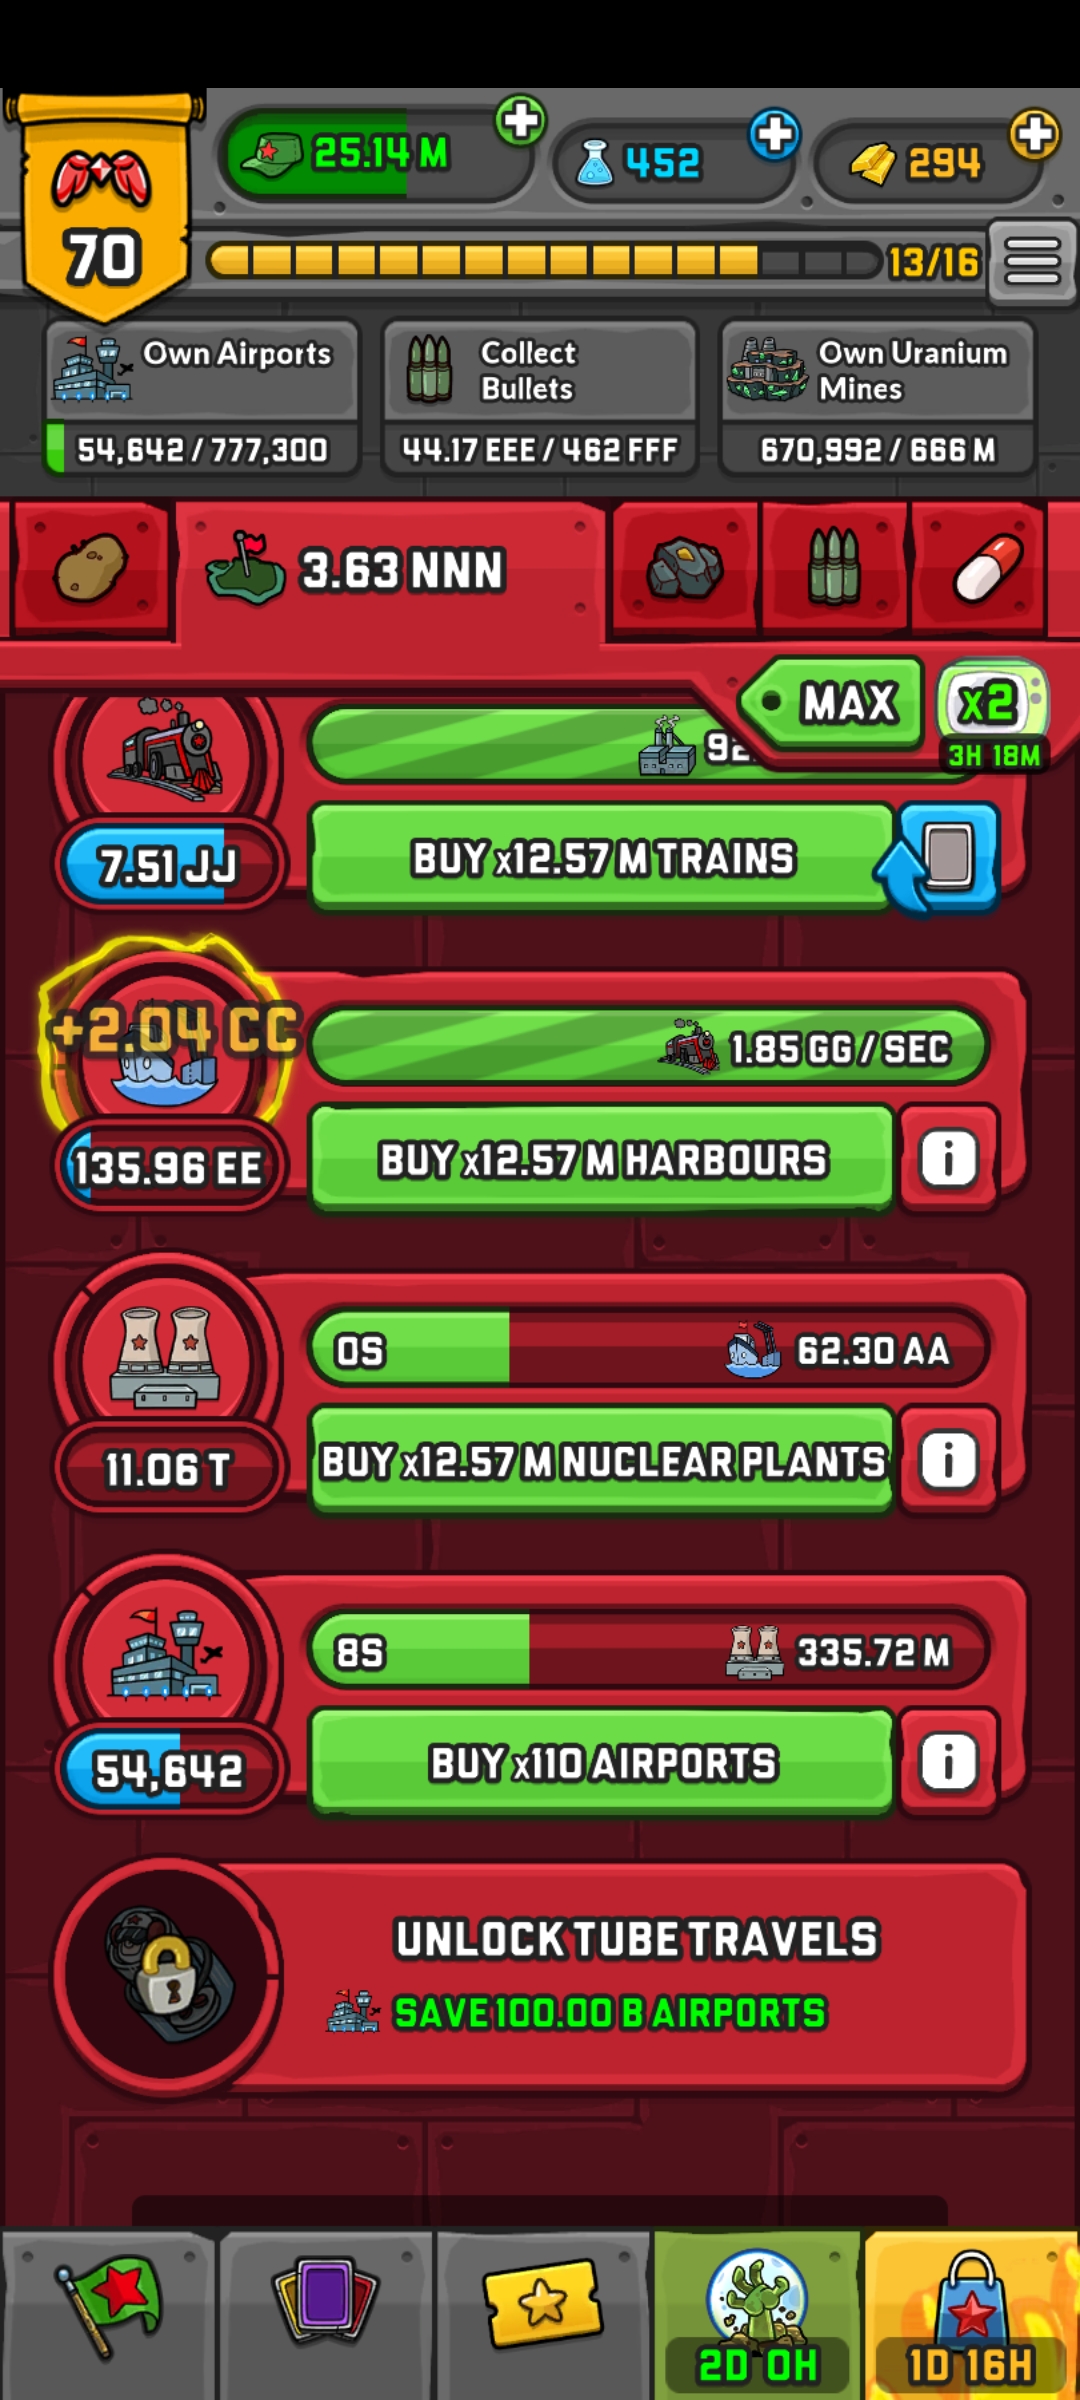 25.14 M
452
294
70
13/16
Own Airports
54,642 / 777,300
Collect
Bullets
44.17 EEE / 462 FFF
Own Uranium
Mines
670,992 / 666 M
3.63 NNN
MAX
x2
3H 18M
7.51 JJ
BUY x12.57 M TRAINS
+2.04 CC
1.85 GG / SEC
135.96 EE
BUY x12.57 M HARBOURS
0S
62.30 AA
11.06 T
BUY x12.57 M NUCLEAR PLANTS
8S
335.72 M
54,642
BUY x110 AIRPORTS
UNLOCK TUBE TRAVELS
SAVE 100.00 B AIRPORTS
2D 0H
1D 16H